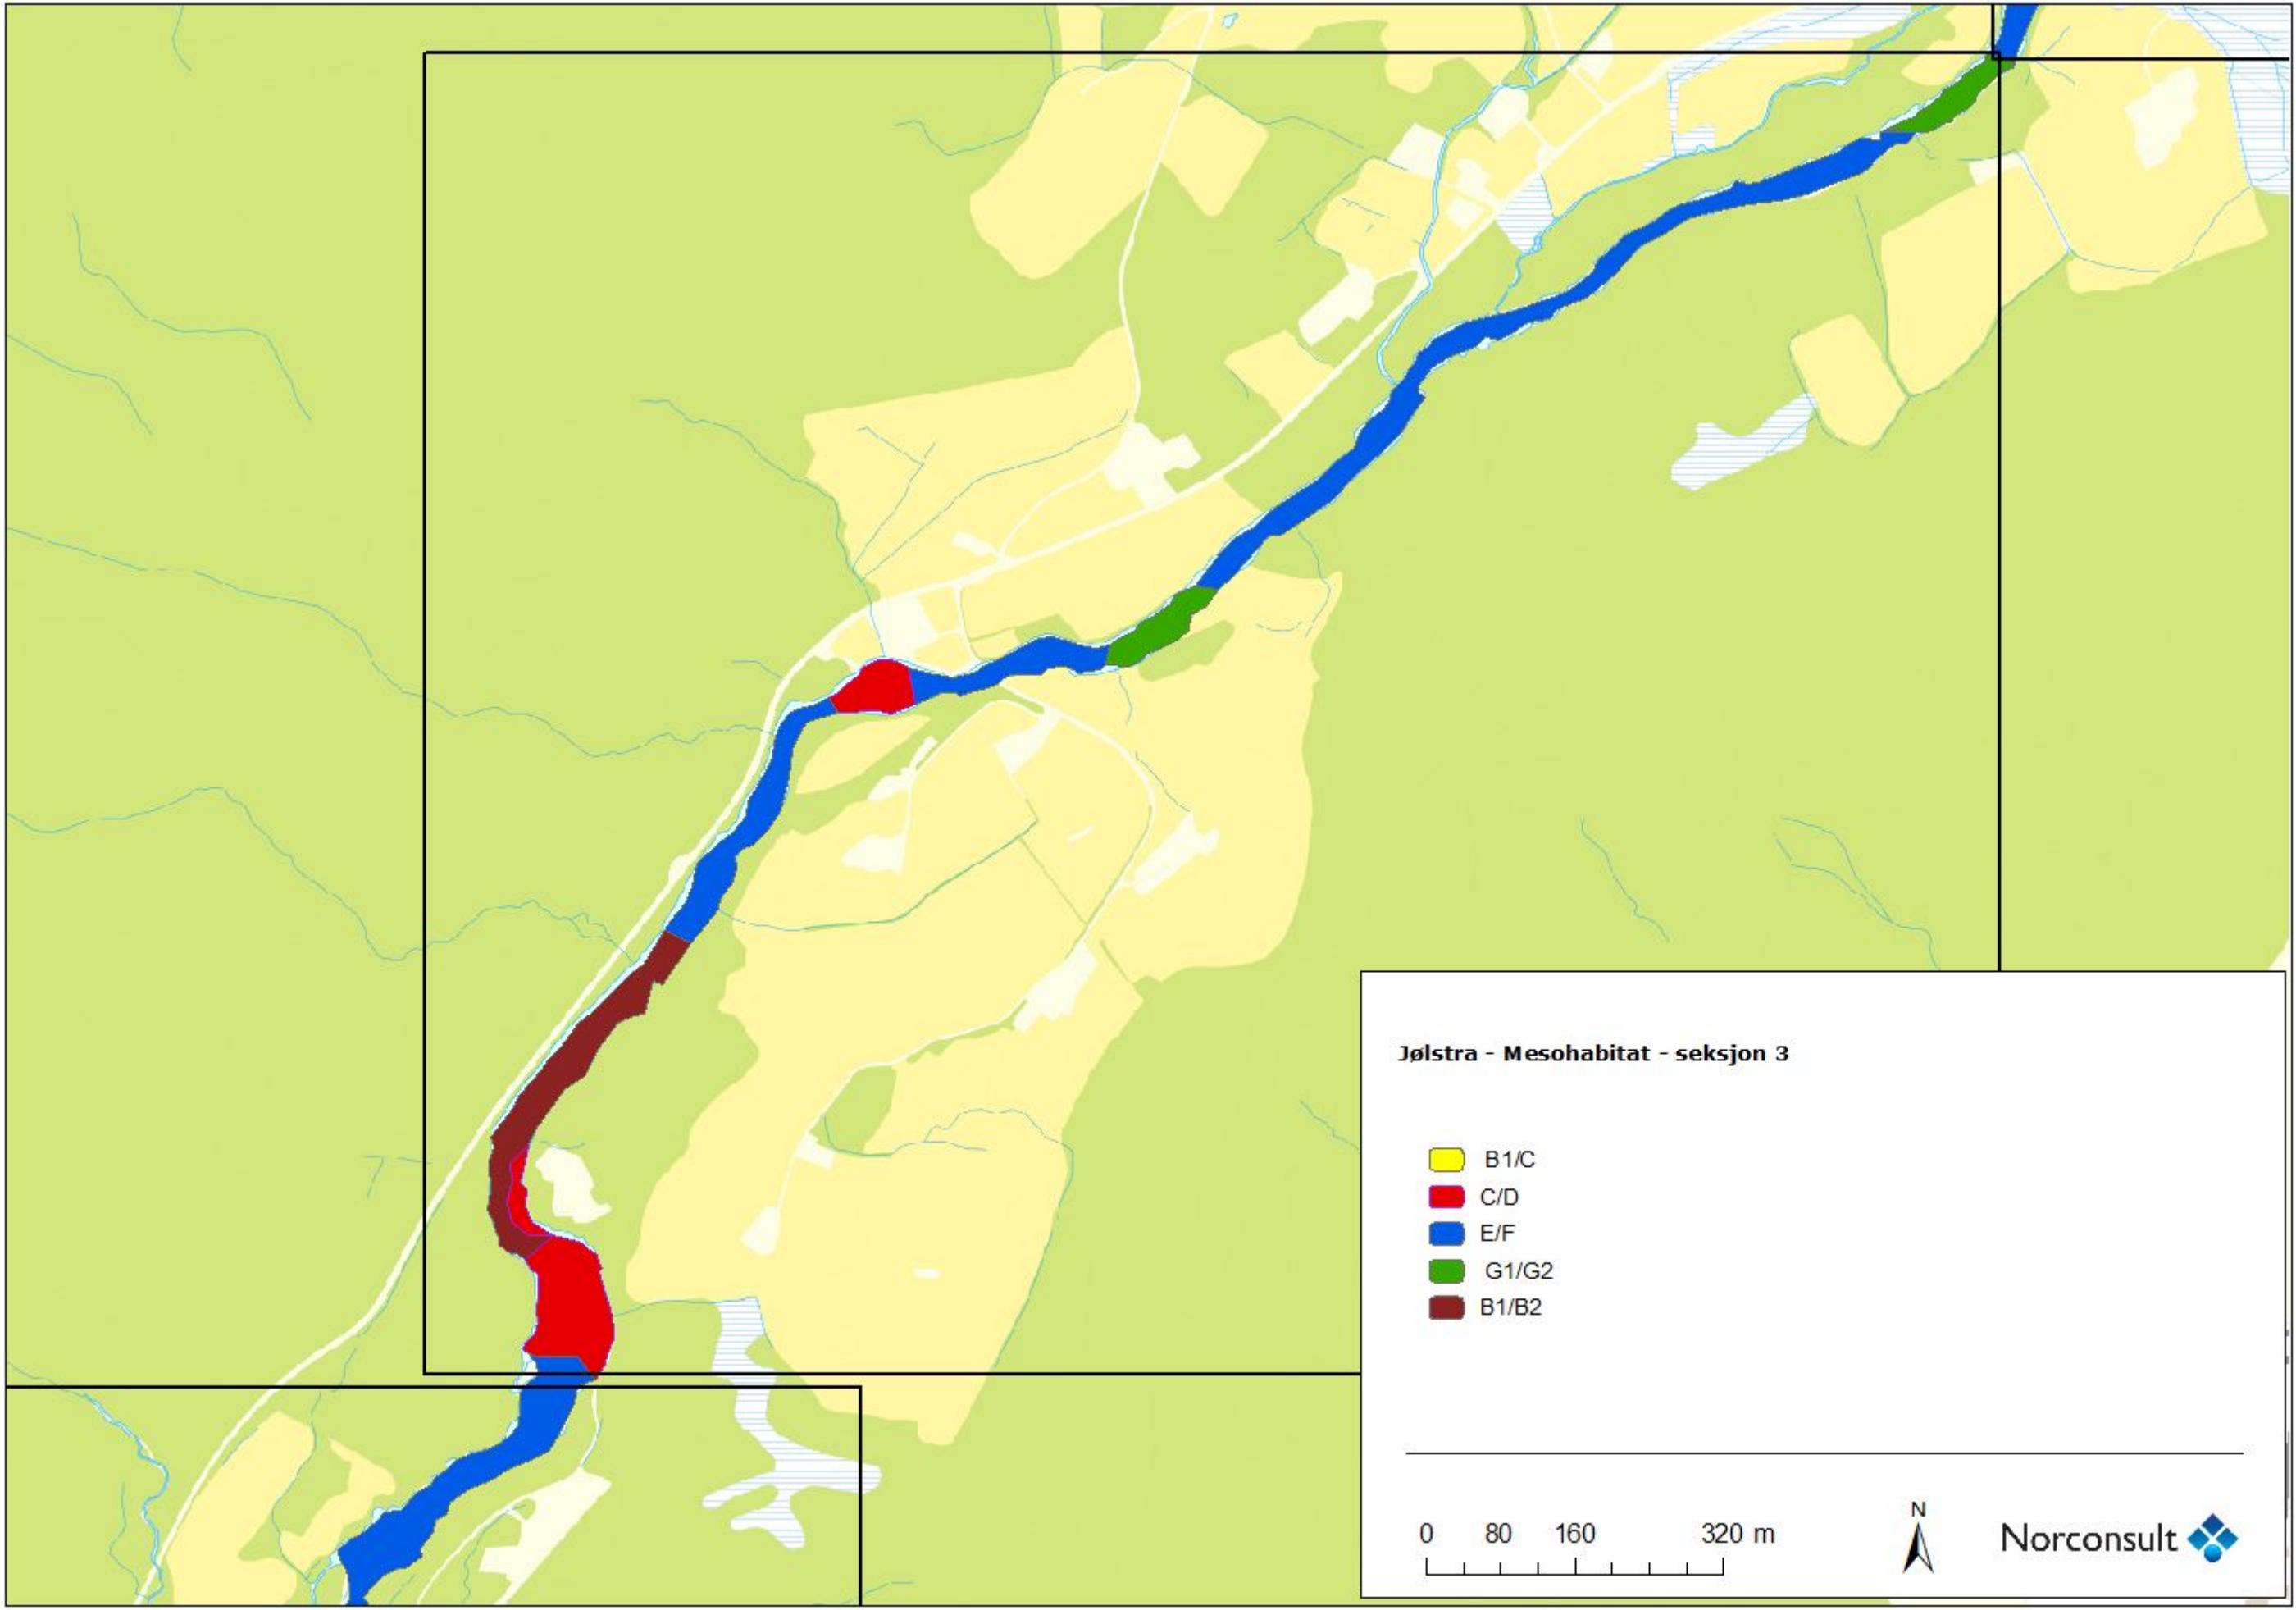 Jølstra - Mesohabitat - seksjon 3
B1/C
C/D
E/F
G1/G2
B1/B2
0 80 160 320 m
N
Norconsult